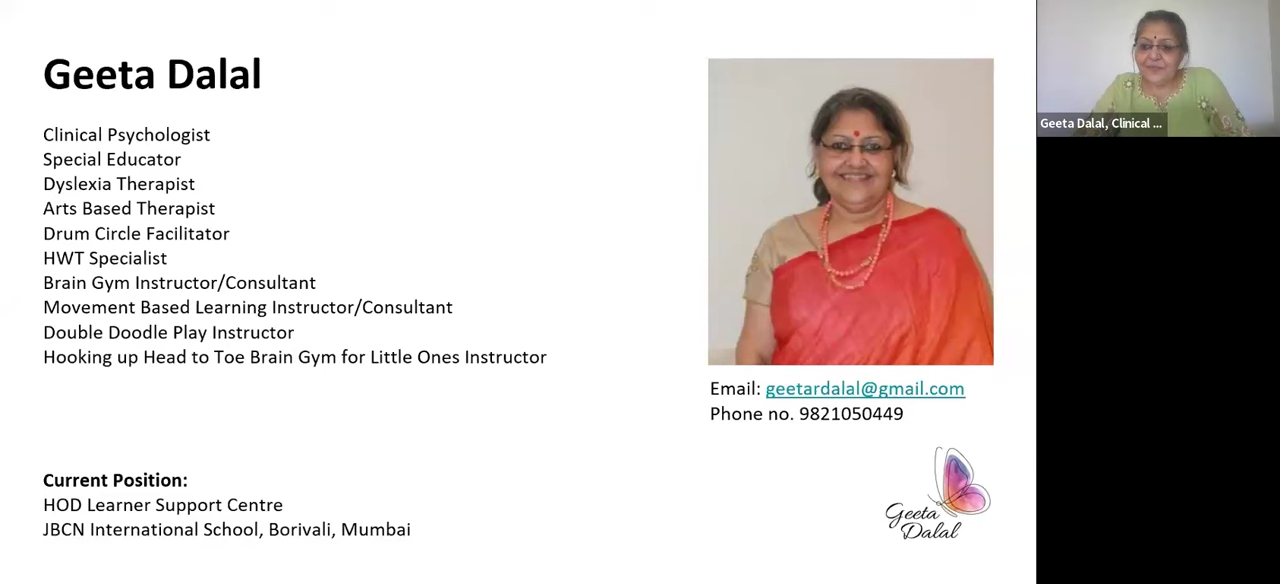 Geeta Dalal
Clinical Psychologist
Special Educator
Dyslexia Therapist
Arts Based Therapist
Drum Circle Facilitator
HWT Specialist
Brain Gym Instructor/Consultant
Movement Based Learning Instructor/Consultant
Double Doodle Play Instructor
Hooking up Head to Toe Brain Gym for Little Ones Instructor
Current Position:
HOD Learner Support Centre
JBCN International School, Borivali, Mumbai
Email: geetardalal@gmail.com
Phone no. 9821050449
Geeta
Dalal
Geeta Dalal, Clinical ...